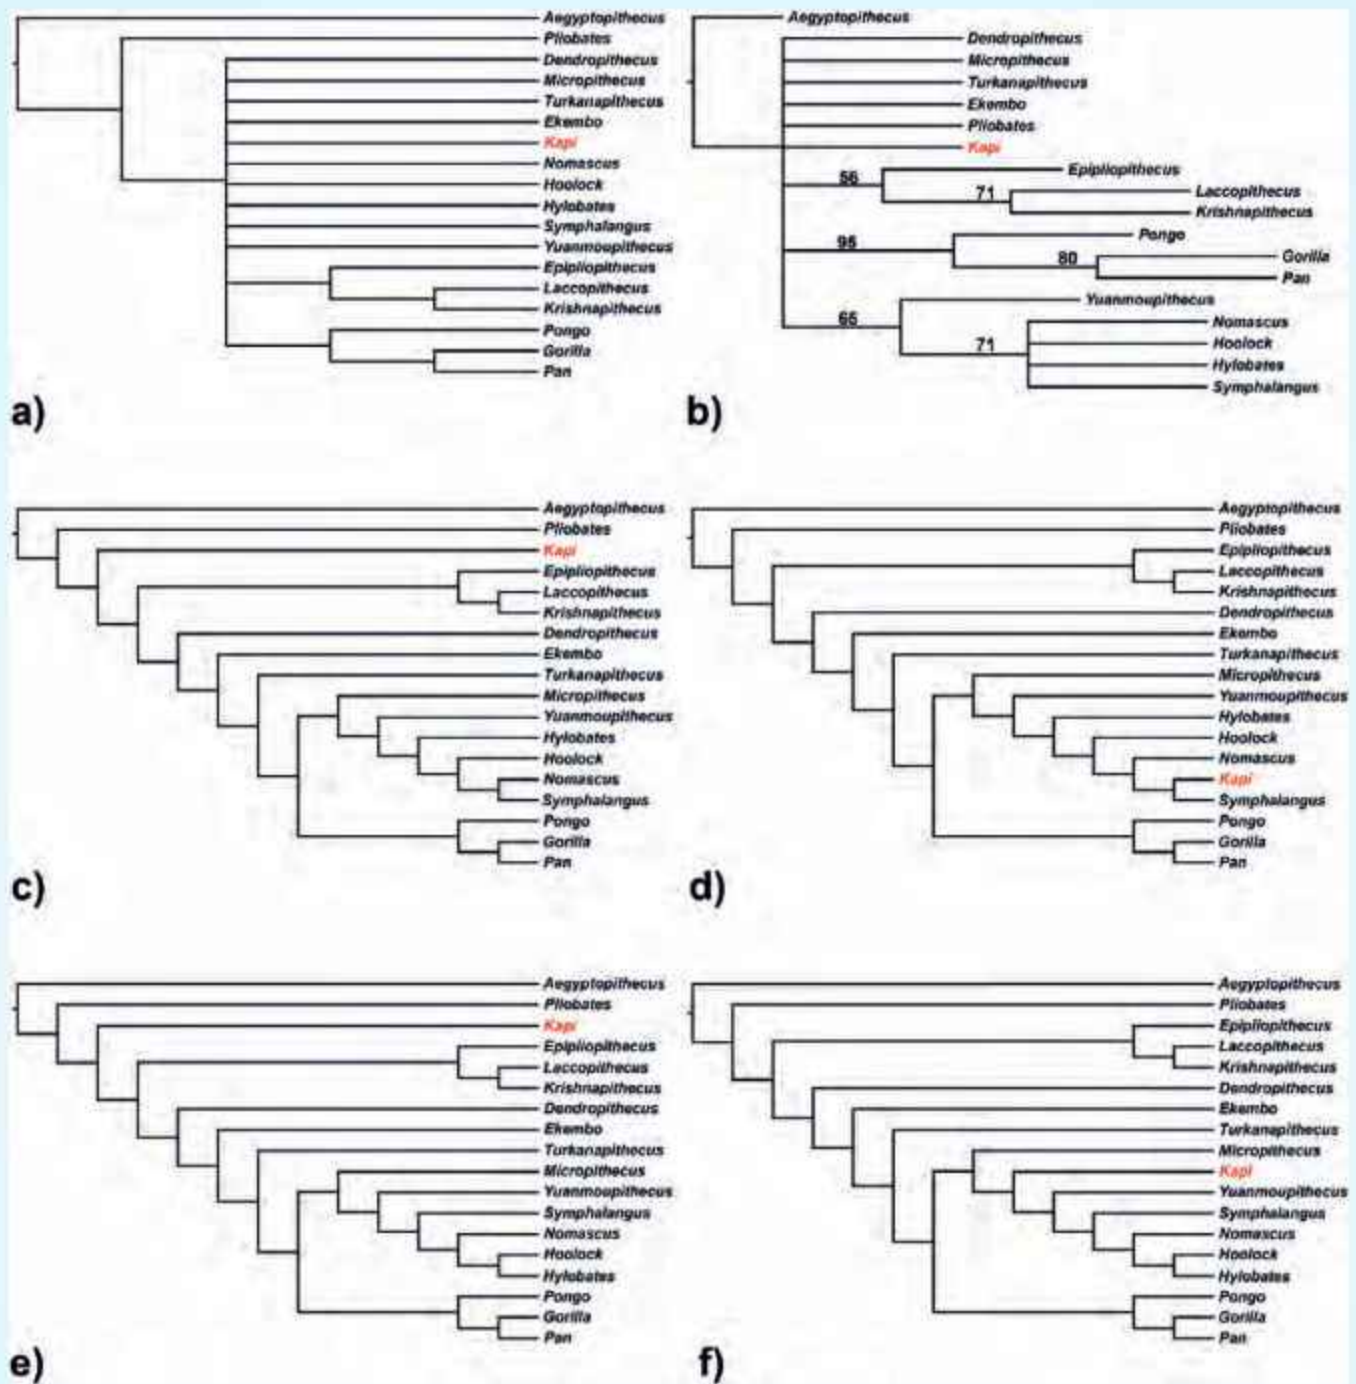 Aegyptopithecus
Pliobates
Dendropithecus
Micropithecus
Turkanapithecus
Ekembo
Kapi
Nomascus
Hoolock
Hylobates
Symphalangus
Yuanmoupithecus
Epipliopithecus
Laccopithecus
Krishnapithecus
Pongo
Gorilla
Pan
a)
Aegyptopithecus
Dendropithecus
Micropithecus
Turkanapithecus
Ekembo
Pliobates
Kapi
56
Epipliopithecus
71
Laccopithecus
Krishnapithecus
95
Pongo
80
Gorilla
Pan
65
Yuanmoupithecus
71
Nomascus
Hoolock
Hylobates
Symphalangus
b)
Aegyptopithecus
Pliobates
Kapi
Epipliopithecus
Laccopithecus
Krishnapithecus
Dendropithecus
Ekembo
Turkanapithecus
Micropithecus
Yuanmoupithecus
Hylobates
Hoolock
Nomascus
Symphalangus
Pongo
Gorilla
Pan
c)
Aegyptopithecus
Pliobates
Epipliopithecus
Laccopithecus
Krishnapithecus
Dendropithecus
Ekembo
Turkanapithecus
Micropithecus
Yuanmoupithecus
Hylobates
Hoolock
Nomascus
Kapi
Symphalangus
Pongo
Gorilla
Pan
d)
Aegyptopithecus
Pliobates
Kapi
Epipliopithecus
Laccopithecus
Krishnapithecus
Dendropithecus
Ekembo
Turkanapithecus
Micropithecus
Yuanmoupithecus
Symphalangus
Nomascus
Hoolock
Hylobates
Pongo
Gorilla
Pan
e)
Aegyptopithecus
Pliobates
Epipliopithecus
Laccopithecus
Krishnapithecus
Dendropithecus
Ekembo
Turkanapithecus
Micropithecus
Kapi
Yuanmoupithecus
Symphalangus
Nomascus
Hoolock
Hylobates
Pongo
Gorilla
Pan
f)